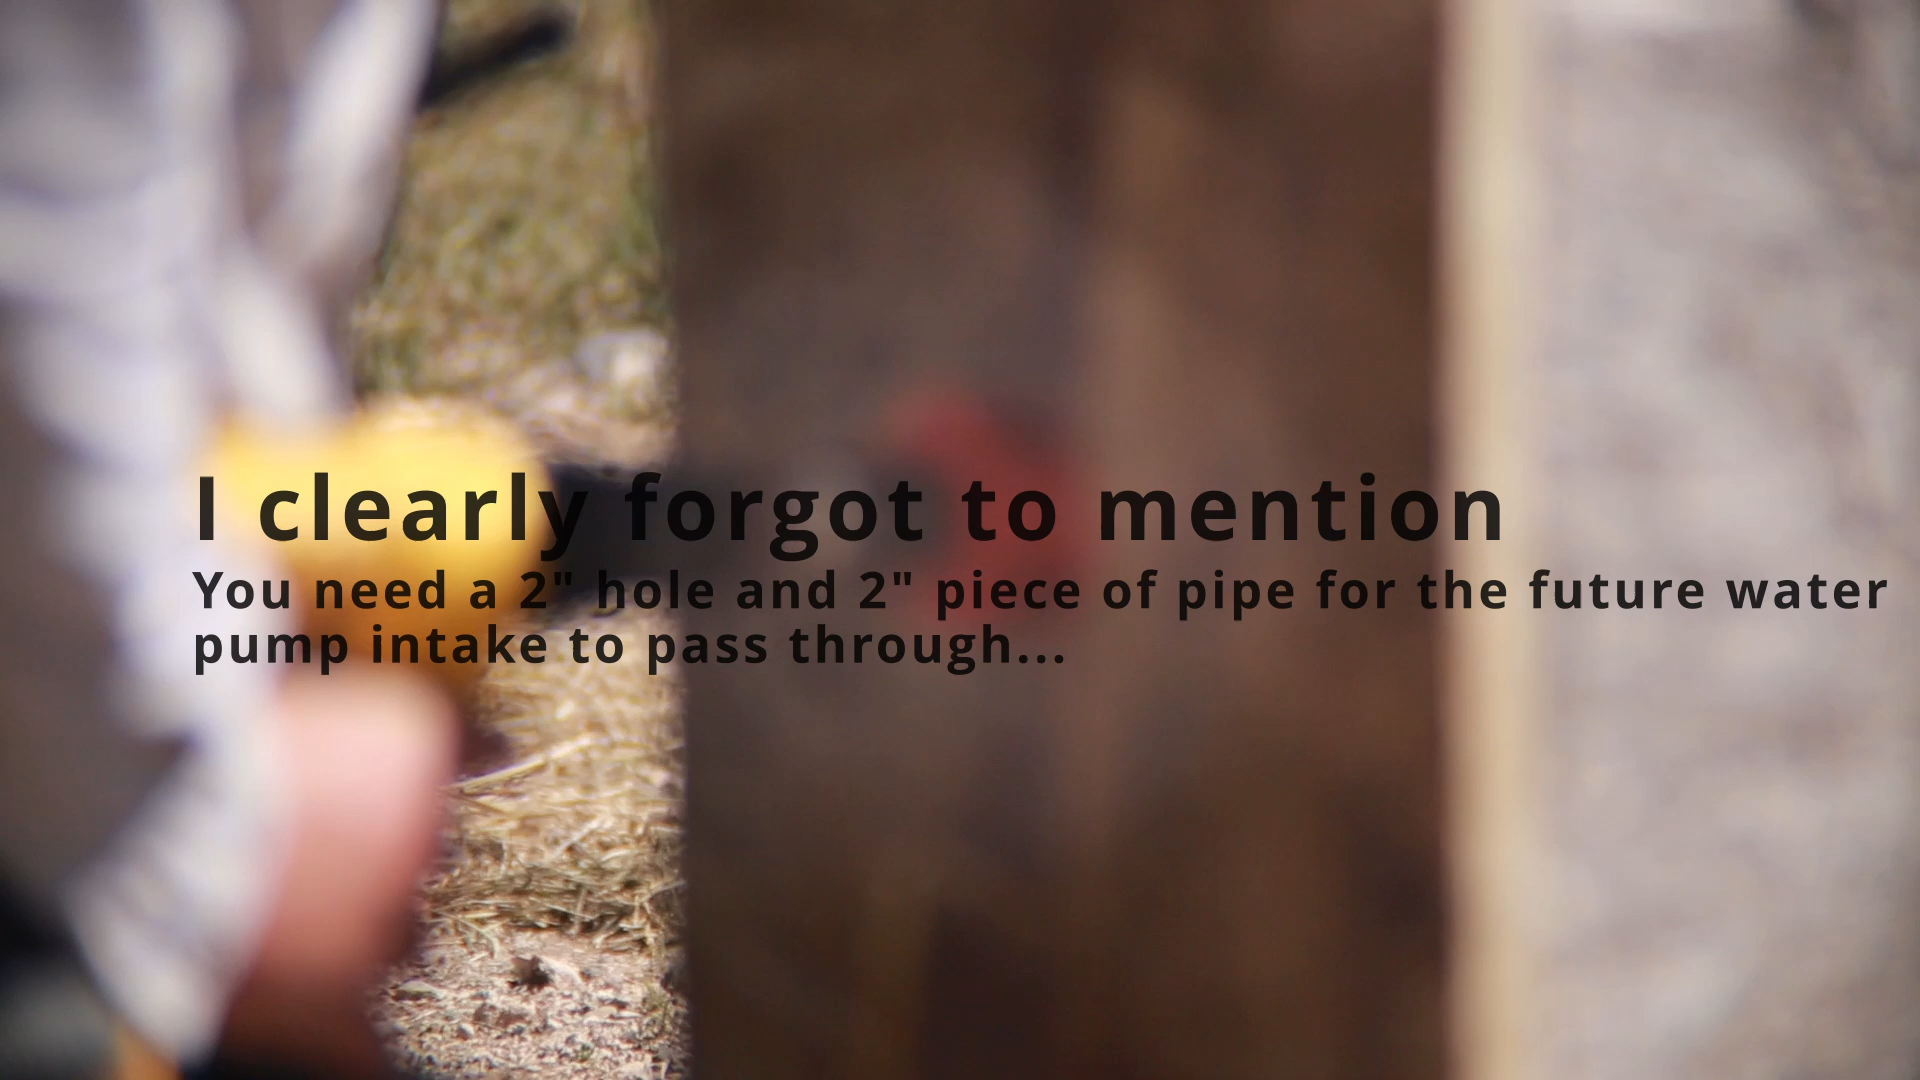 I clearly forgot to mention
You need a 2" hole and 2" piece of pipe for the future water
pump intake to pass through...